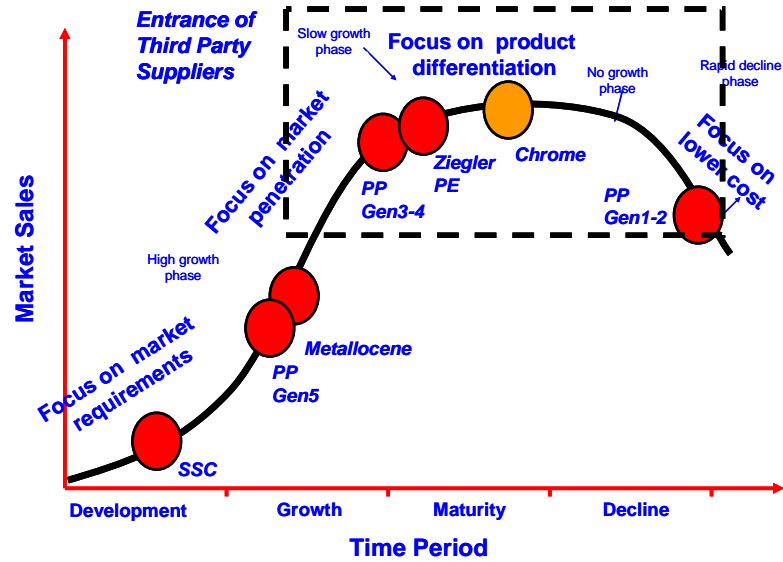 Entrance of
Third Party
Suppliers
Slow growth
phase
Focus on product
differentiation
No growth
phase
Rapid decline
phase
Focus on market
penetration
Focus on
lower cost
Chrome
Ziegler
PE
PP
Gen3-4
PP
Gen1-2
High growth
phase
Market Sales
Metallocene
PP
Gen5
Focus on market
requirements
SSC
Development
Growth
Maturity
Decline
Time Period